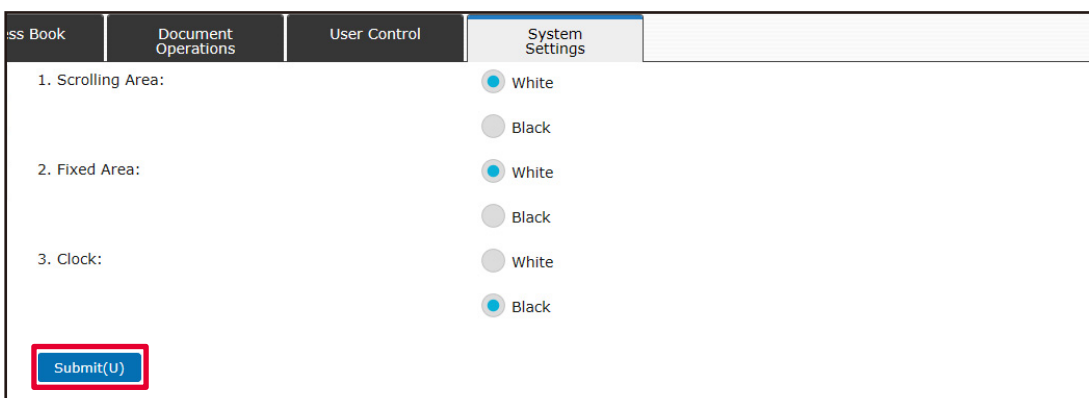 ss Book
Document
Operations
User Control
System
Settings
1. Scrolling Area:
White
Black
2. Fixed Area:
White
Black
3. Clock:
White
Black
Submit(U)